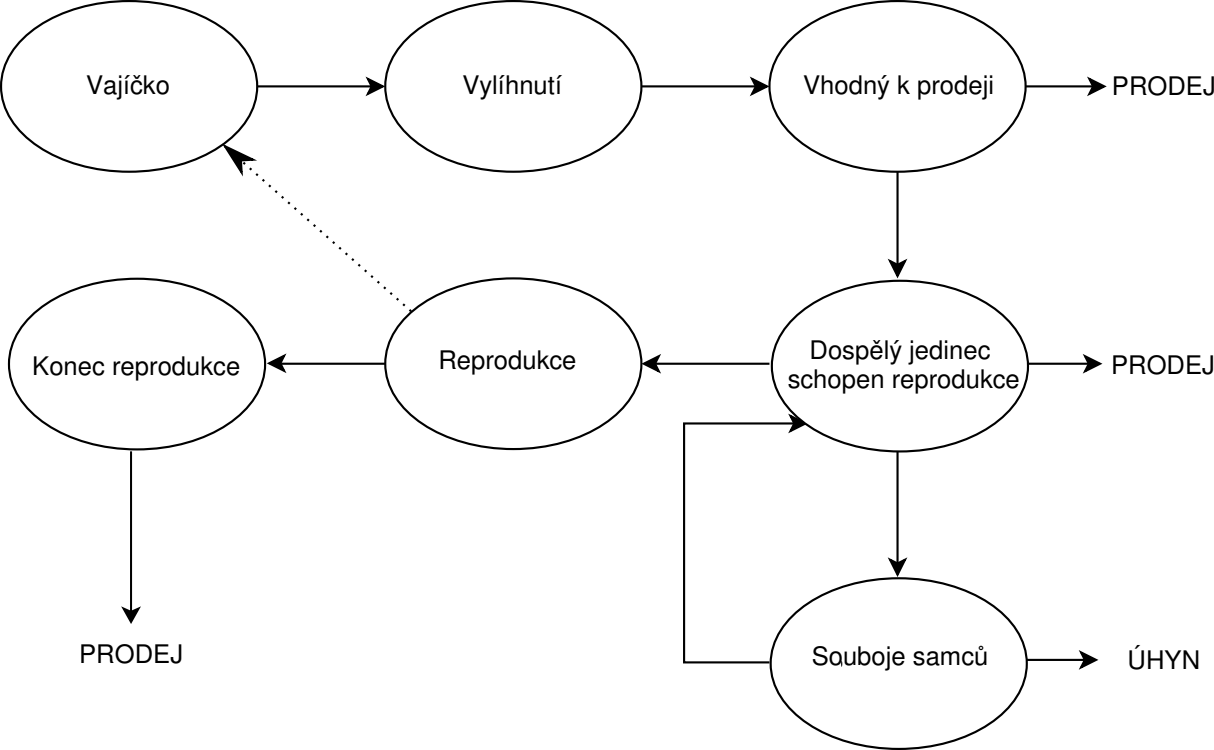 Vajíčko
Vylíhnutí
Vhodný k prodeji
PRODEJ
Konec reprodukce
Reprodukce
Dospělý jedinec
schopen reprodukce
PRODEJ
PRODEJ
Souboje samců
ÚHYN